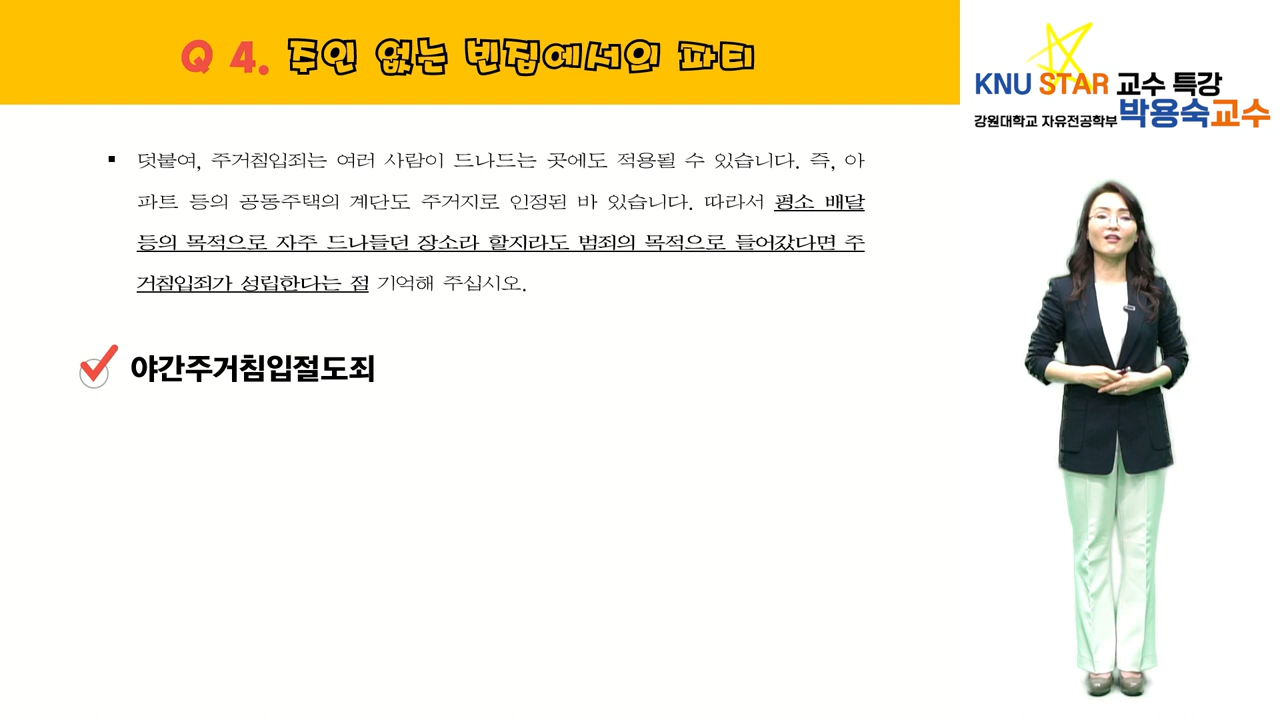 Q 4. 주인 없는 빈집에서의 파티
KNU STAR 교수 특강
강원대학교 자유전공학부 박용숙교수
▪ 덧붙여, 주거침입죄는 여러 사람이 드나드는 곳에도 적용될 수 있습니다. 즉, 아
파트 등의 공동주택의 계단도 주거지로 인정된 바 있습니다. 따라서 평소 배달
등의 목적으로 자주 드나들던 장소라 할지라도 범죄의 목적으로 들어갔다면 주
거침입죄가 성립한다는 점 기억해 주십시오.
야간주거침입절도죄